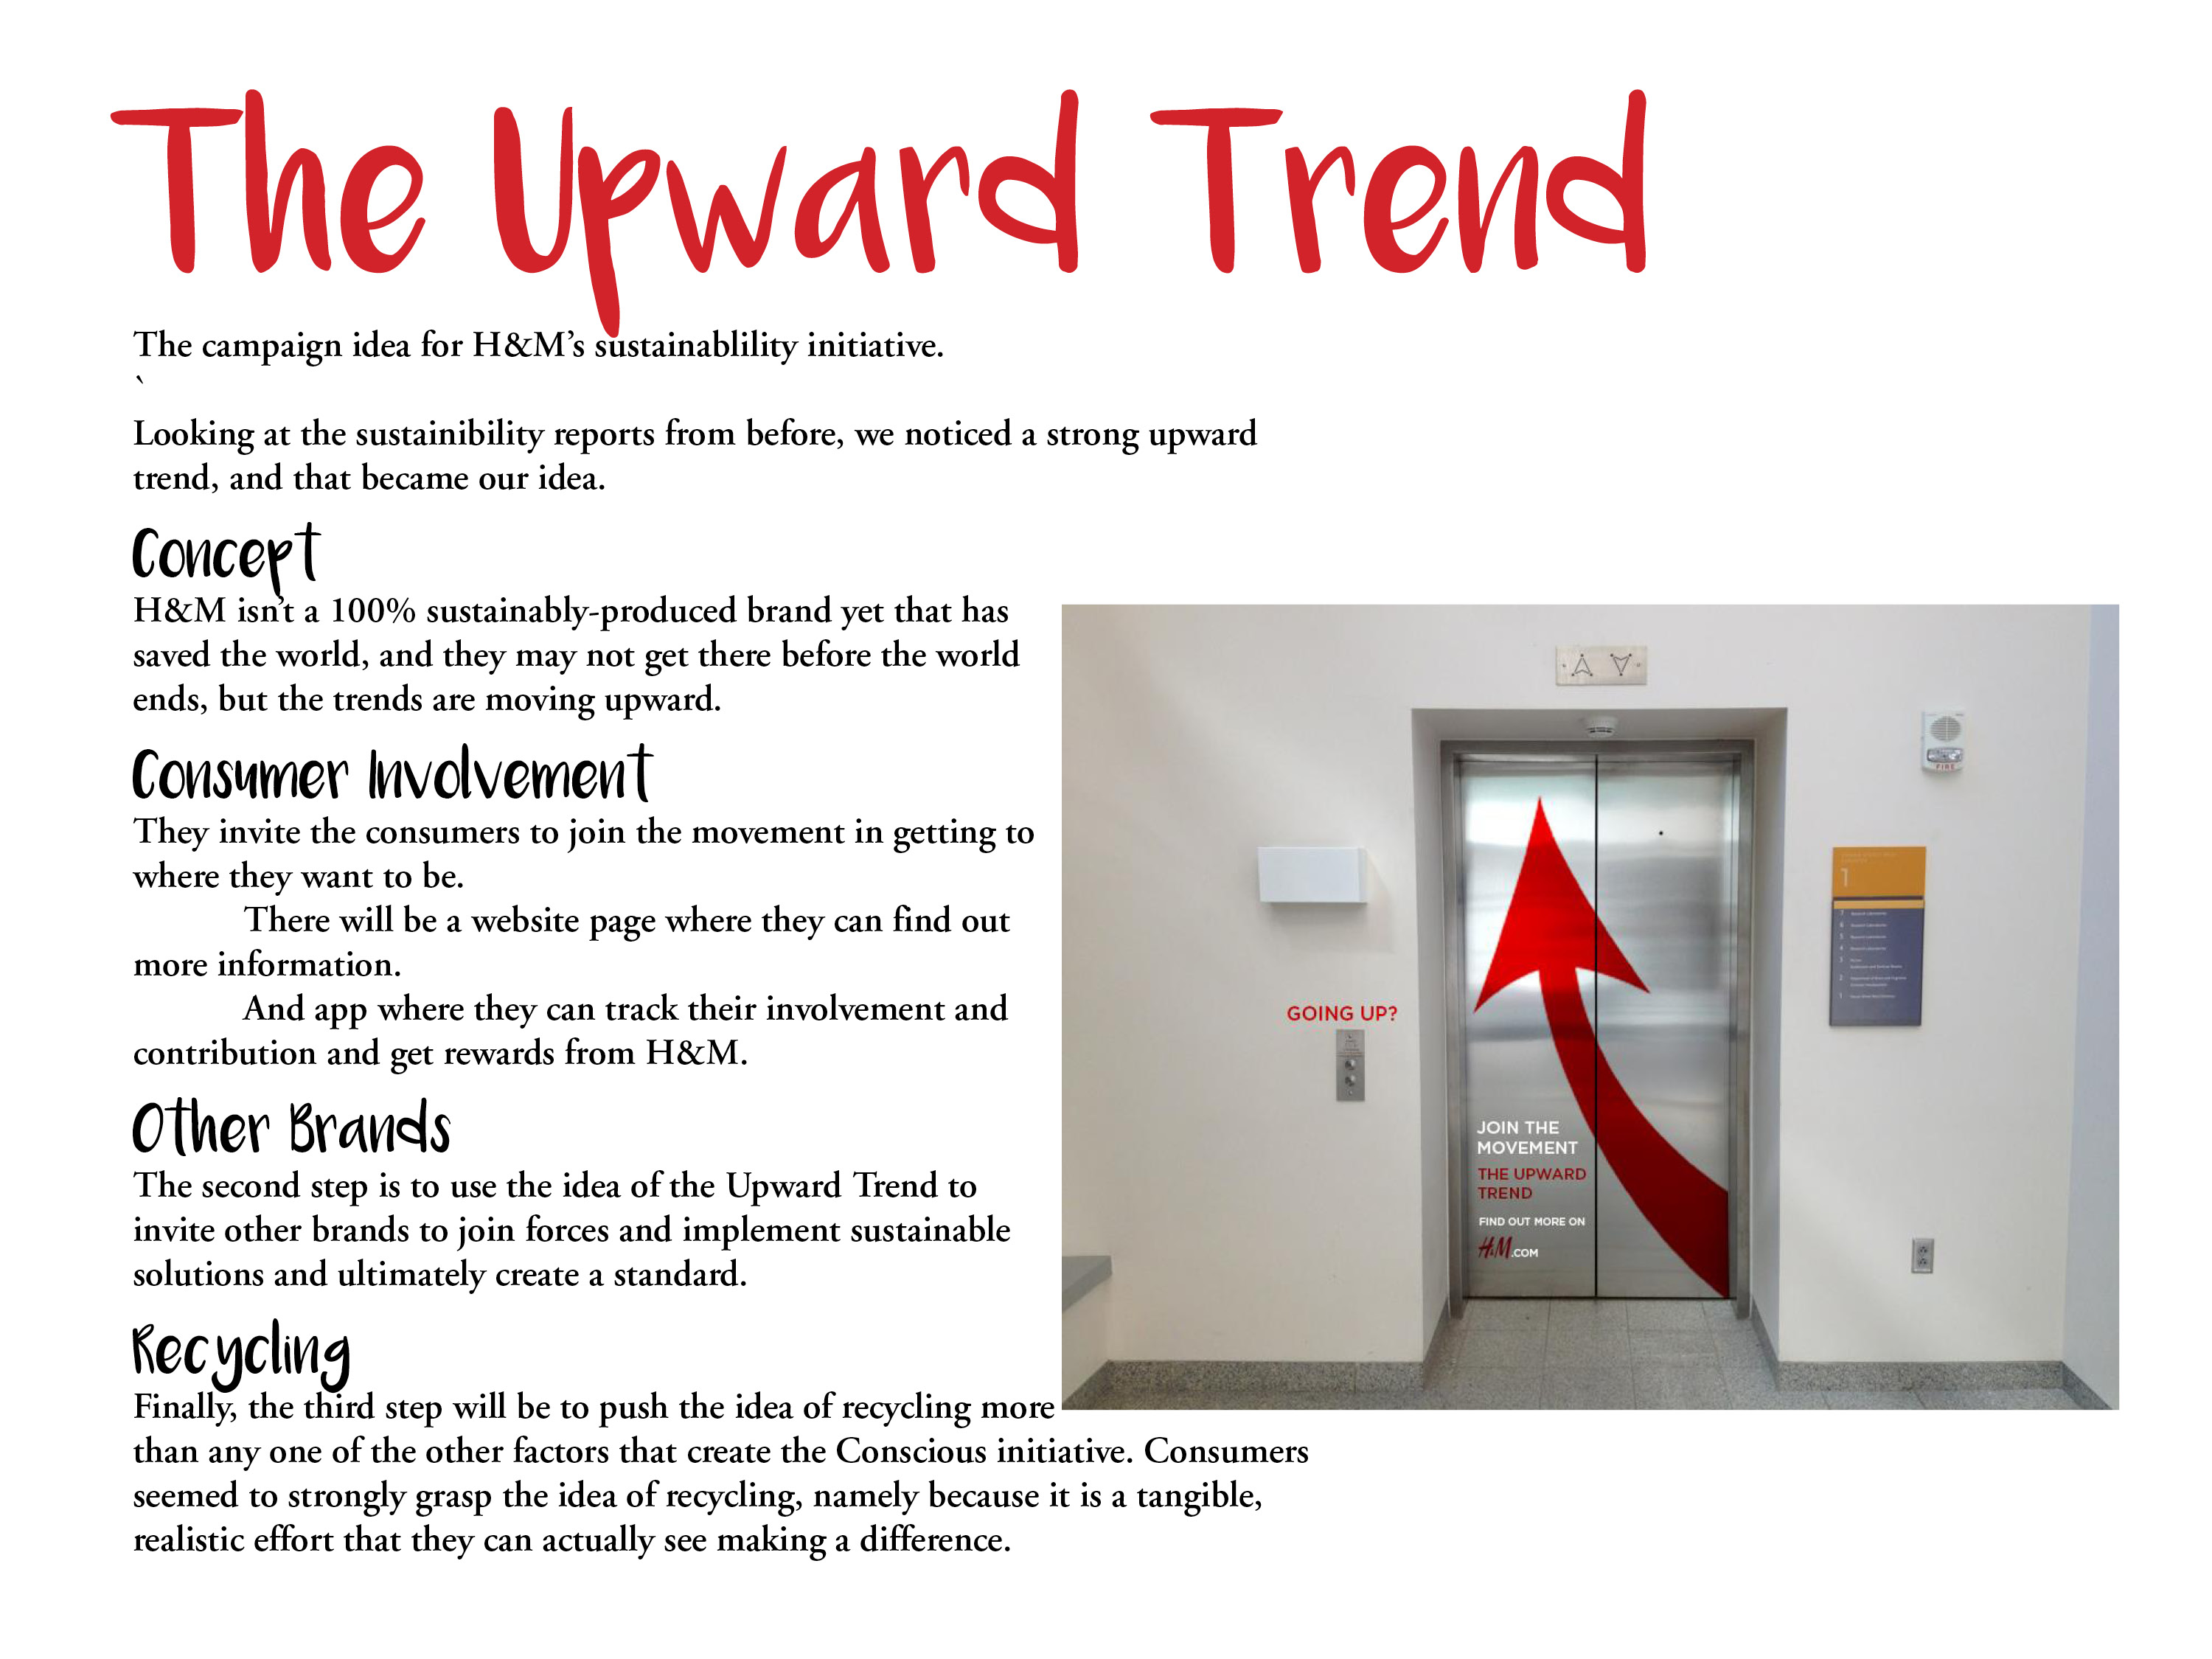 The Upward Trend
The campaign idea for H&M's sustainablility initiative.
`
Looking at the sustainibility reports from before, we noticed a strong upward
trend, and that became our idea.
Concept
H&M isn't a 100% sustainably-produced brand yet that has
saved the world, and they may not get there before the world
ends, but the trends are moving upward.
Consumer Involvement
They invite the consumers to join the movement in getting to
where they want to be.
There will be a website page where they can find out
more information.
And app where they can track their involvement and
contribution and get rewards from H&M.
Other Brands
The second step is to use the idea of the Upward Trend to
invite other brands to join forces and implement sustainable
solutions and ultimately create a standard.
Recycling
Finally, the third step will be to push the idea of recycling more
than any one of the other factors that create the Conscious initiative. Consumers
seemed to strongly grasp the idea of recycling, namely because it is a tangible,
realistic effort that they can actually see making a difference.
GOING UP?
JOIN THE
MOVEMENT
THE UPWARD
TREND
FIND OUT MORE ON
H&M.COM
FIRE
1
7
6
5
4
3
2
1